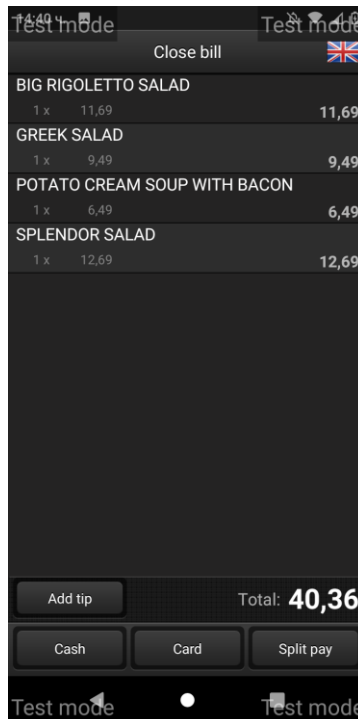 14:40 ч.
Test mode
Test mode
Close bill
BIG RIGOLETTO SALAD
1 x 11,69 11,69
GREEK SALAD
1 x 9,49 9,49
POTATO CREAM SOUP WITH BACON
1 x 6,49 6,49
SPLENDOR SALAD
1 x 12,69 12,69
Add tip Total: 40,36
Cash Card Split pay
Test mode Test mode